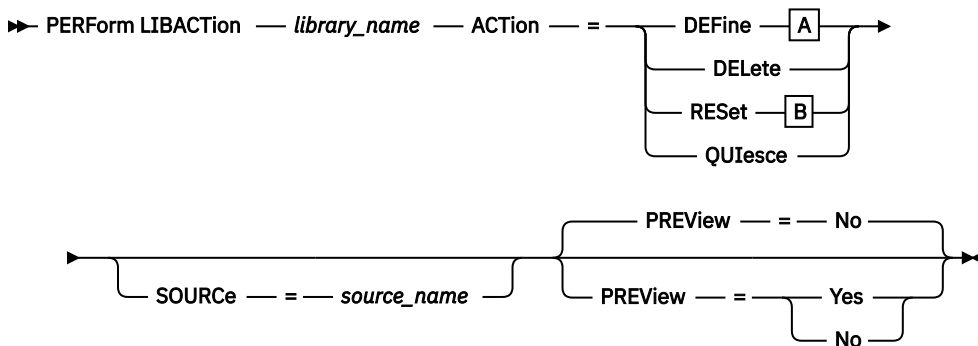 PERForm LIBACTion library_name ACTion = DEFine A
DELete
RESet B
QUIesce
PREView = No
SOURCe = source_name
PREView = Yes
No